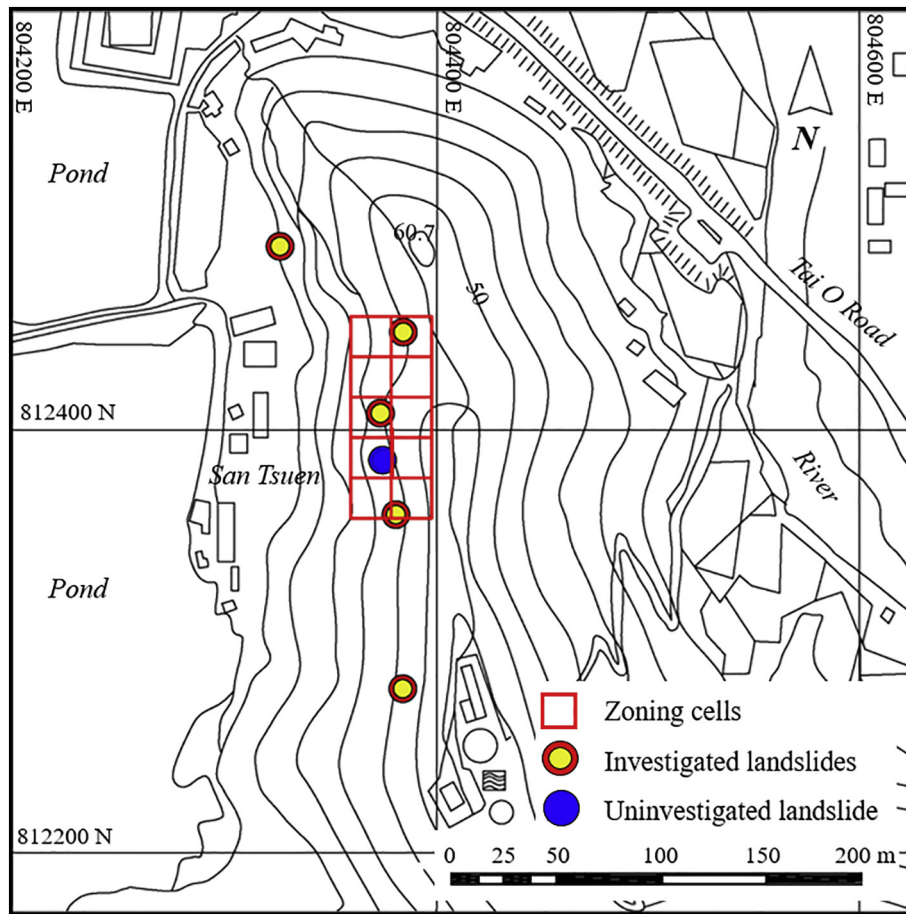 804200 E
804400 E
804600 E
N
Pond
60.7
50
Tai O Road
812400 N
San Tsuen
River
Pond
Zoning cells
Investigated landslides
Uninvestigated landslide
812200 N
0 25 50 100 150 200 m